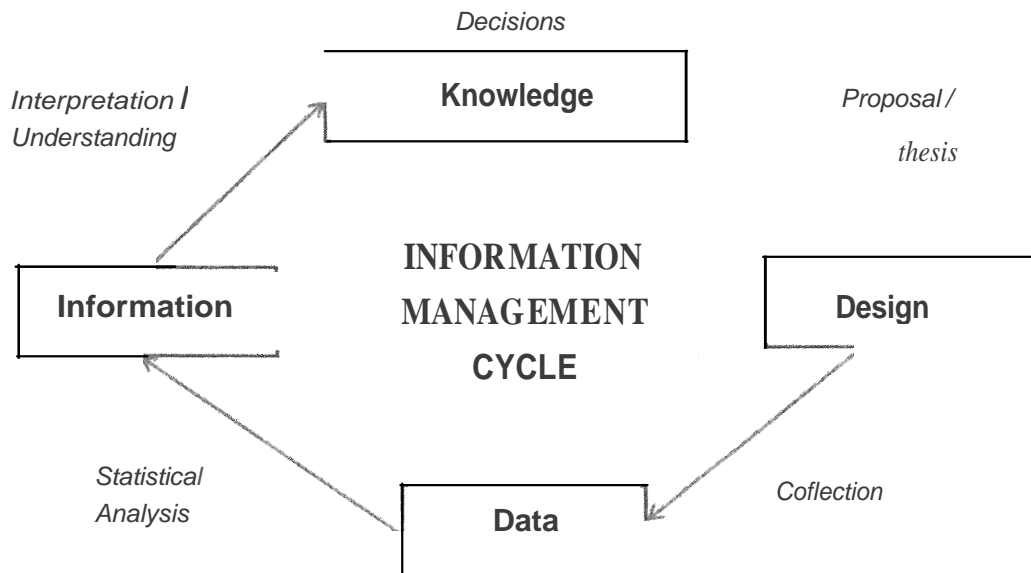 Decisions
Knowledge
Interpretation /
Understanding
Proposal /
thesis
INFORMATION
MANAGEMENT
CYCLE
Information
Design
Statistical
Analysis
Data
Coflection